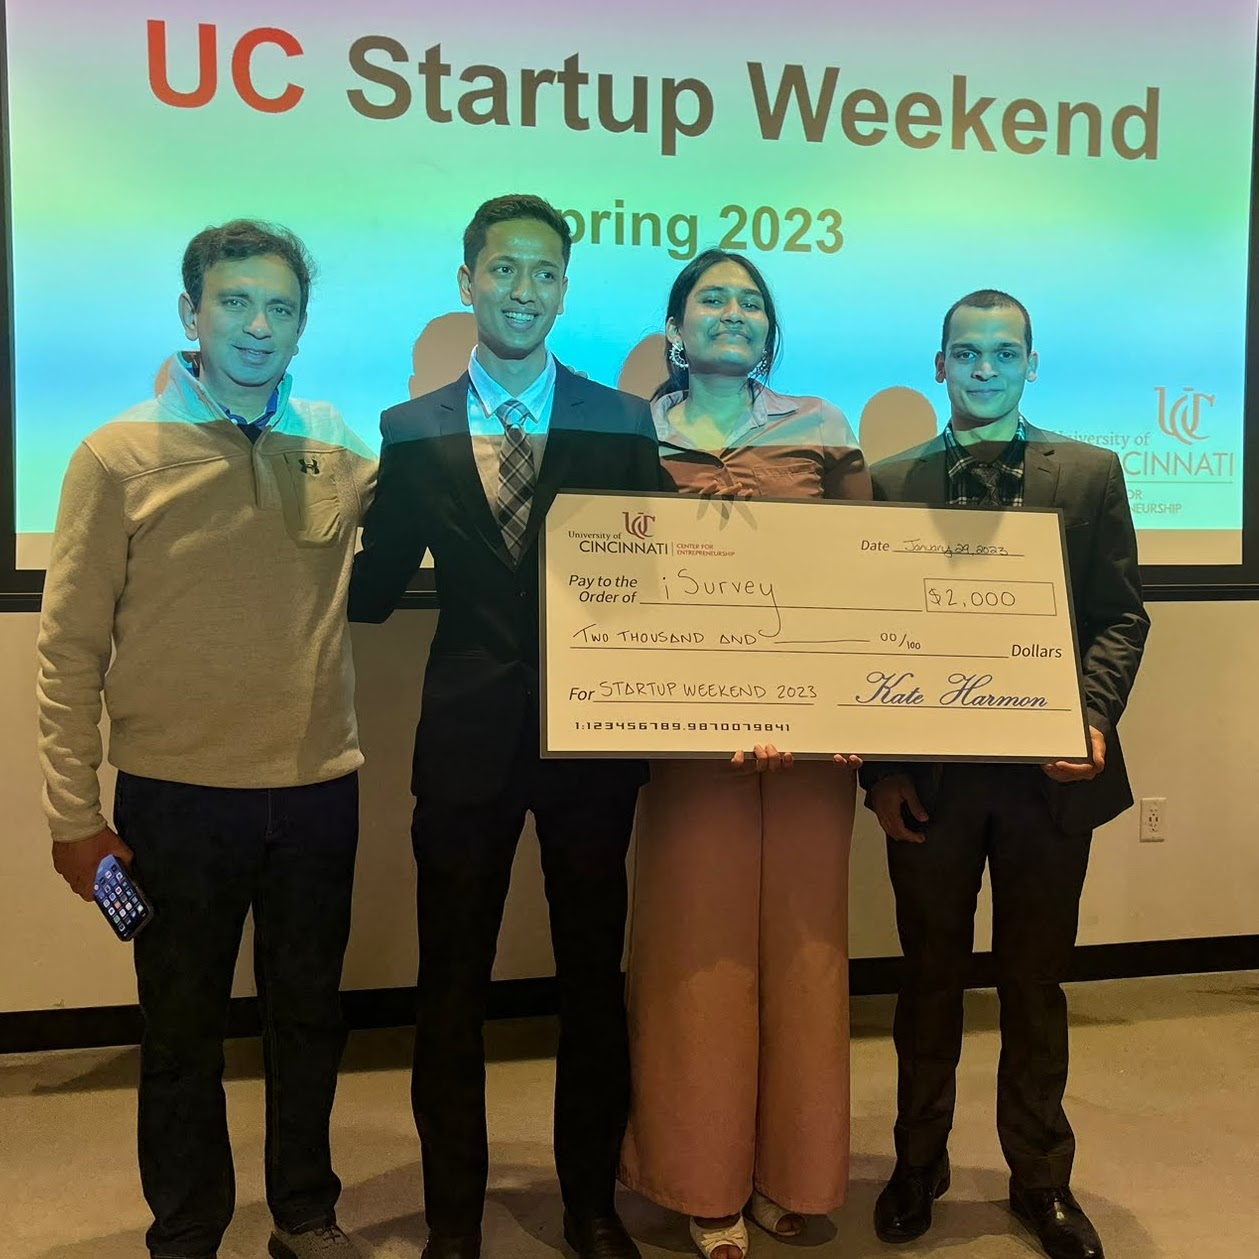 UC Startup Weekend
pring 2023
University of
CINCINNATI
University of
CINCINNATI
CENTER FOR
ENTREPRENEURSHIP
Date January 29, 2023
Pay to the
Order of iSurvey
$2,000
TWO THOUSAND AND 00/100 Dollars
For STARTUP WEEKEND 2023
Kate Harmon
1:123456789.9870079841